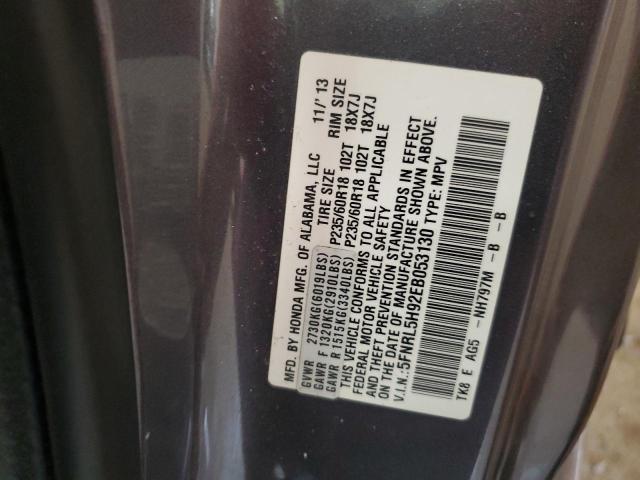 MFD. BY HONDA MFG. OF ALABAMA, LLC 11/' 13
TIRE SIZE RIM SIZE
GVWR 2730KG(6019LBS)
GAWR F 1320KG(2910LBS) P235/60R18 102T 18X7J
GAWR R 1515KG(3340LBS) P235/60R18 102T 18X7J
THIS VEHICLE CONFORMS TO ALL APPLICABLE
FEDERAL MOTOR VEHICLE SAFETY
AND THEFT PREVENTION STANDARDS IN EFFECT
ON THE DATE OF MANUFACTURE SHOWN ABOVE.
V.I.N.:5FNRL5H92EB053130 TYPE: MPV
TK8 E AG5 - NH797M - B - B